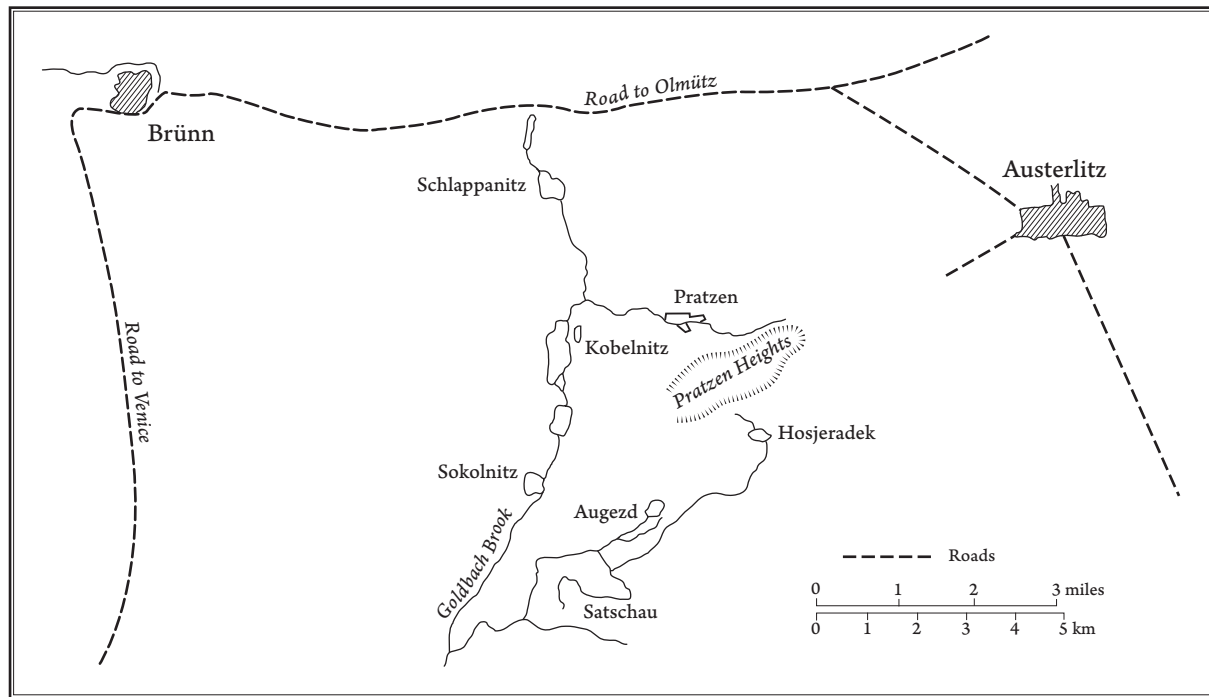 Road to Olmütz
Brünn
Austerlitz
Schlappanitz
Pratzen
Kobelnitz
Pratzen Heights
Road to Venice
Hosjeradek
Sokolnitz
Augezd
Goldbach Brook
Satschau
Roads
0 1 2 3 miles
0 1 2 3 4 5 km